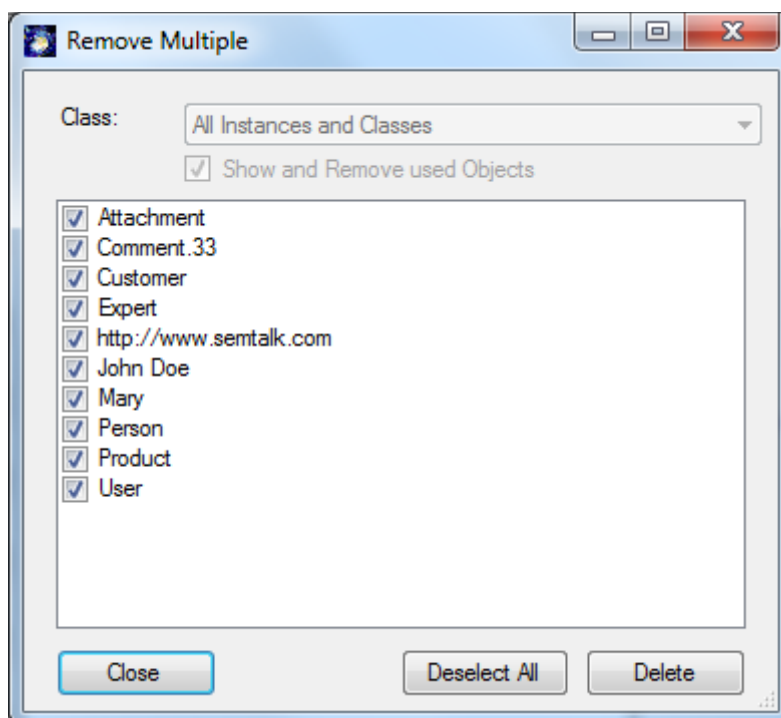 Remove Multiple
Class:
All Instances and Classes
Show and Remove used Objects
Attachment
Comment.33
Customer
Expert
http://www.semtalk.com
John Doe
Mary
Person
Product
User
Close Deselect All Delete